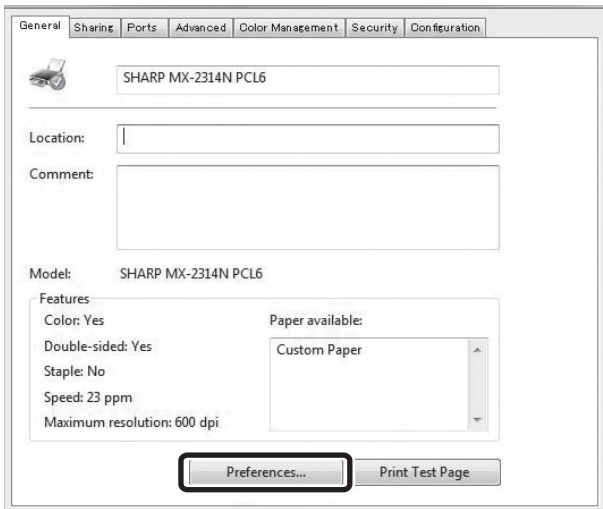 General Sharing Ports Advanced Color Management Security Configuration
SHARP MX-2314N PCL6
Location:
Comment:
Model: SHARP MX-2314N PCL6
Features
Color: Yes Paper available:
Double-sided: Yes Custom Paper
Staple: No
Speed: 23 ppm
Maximum resolution: 600 dpi
Preferences... Print Test Page